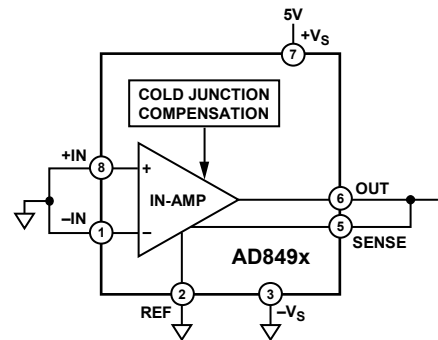 5V
+VS
7
COLD JUNCTION
COMPENSATION
+IN
8
+
IN-AMP
6
OUT
–IN
1
–
5
SENSE
AD849x
2
3
REF
–VS